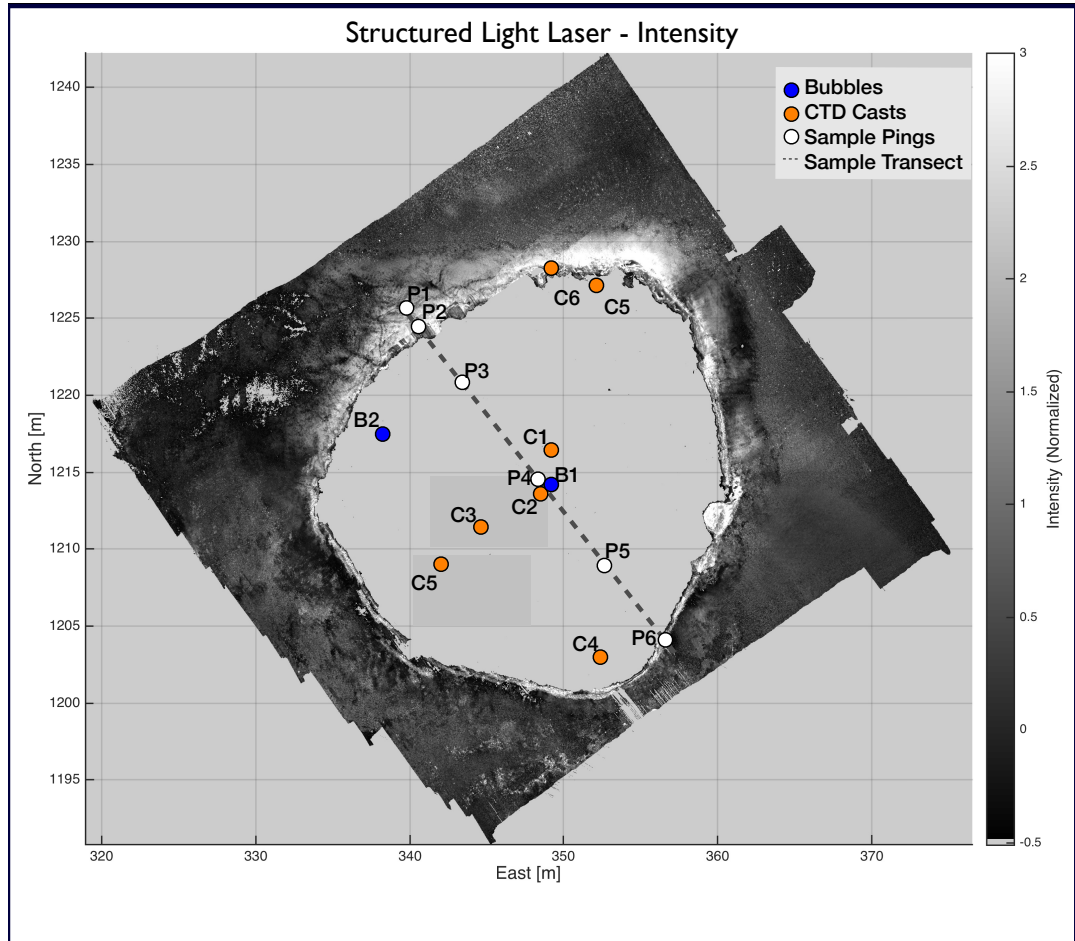 Structured Light Laser - Intensity
Bubbles
CTD Casts
Sample Pings
Sample Transect
1240
1235
1230
1225
1220
1215
1210
1205
1200
1195
North [m]
320
330
340
350
360
370
East [m]
3
2.5
2
1.5
1
0.5
0
-0.5
Intensity (Normalized)
P1
P2
C6
C5
P3
B2
C1
P4
B1
C2
C3
P5
C5
C4
P6